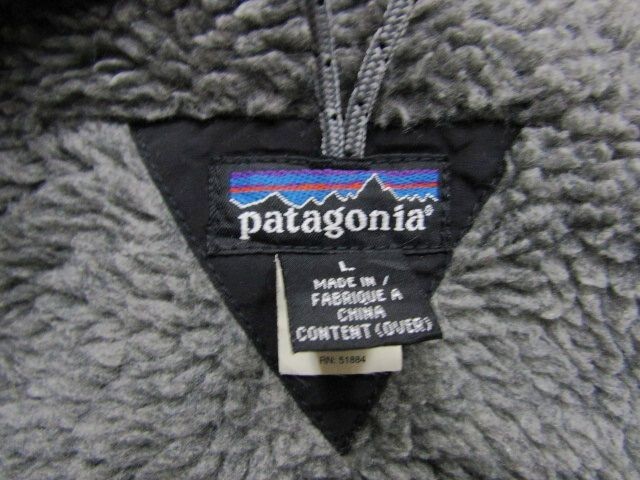 patagonia®
L
MADE IN /
FABRIQUE A
CHINA
CONTENT (OVER)
RN: 51884